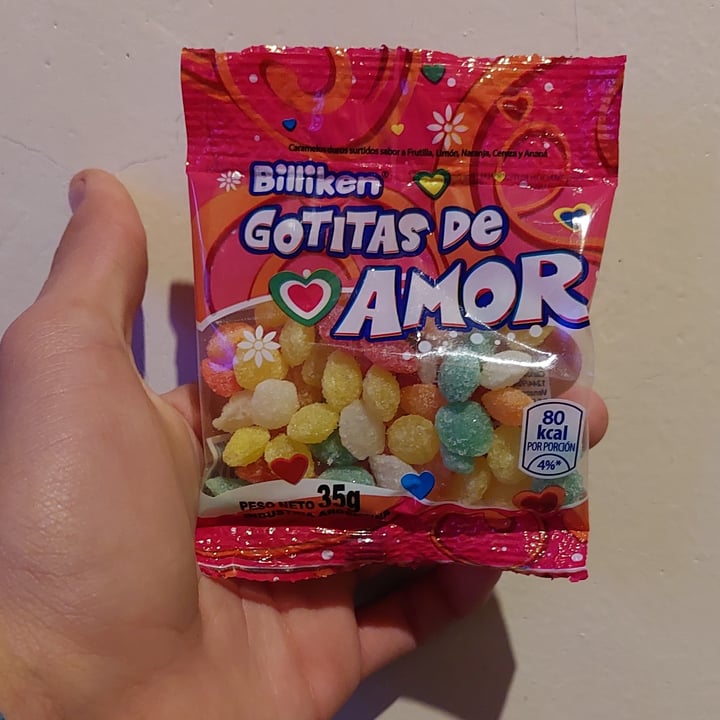 Caramelos duros surtidos sabor a Frutilla, Limón, Naranja, Cereza y Ananá
Billiken®
GOTITAS DE
AMOR
80
kcal
POR PORCIÓN
4%*
PESO NETO 35g
INDUSTRIA